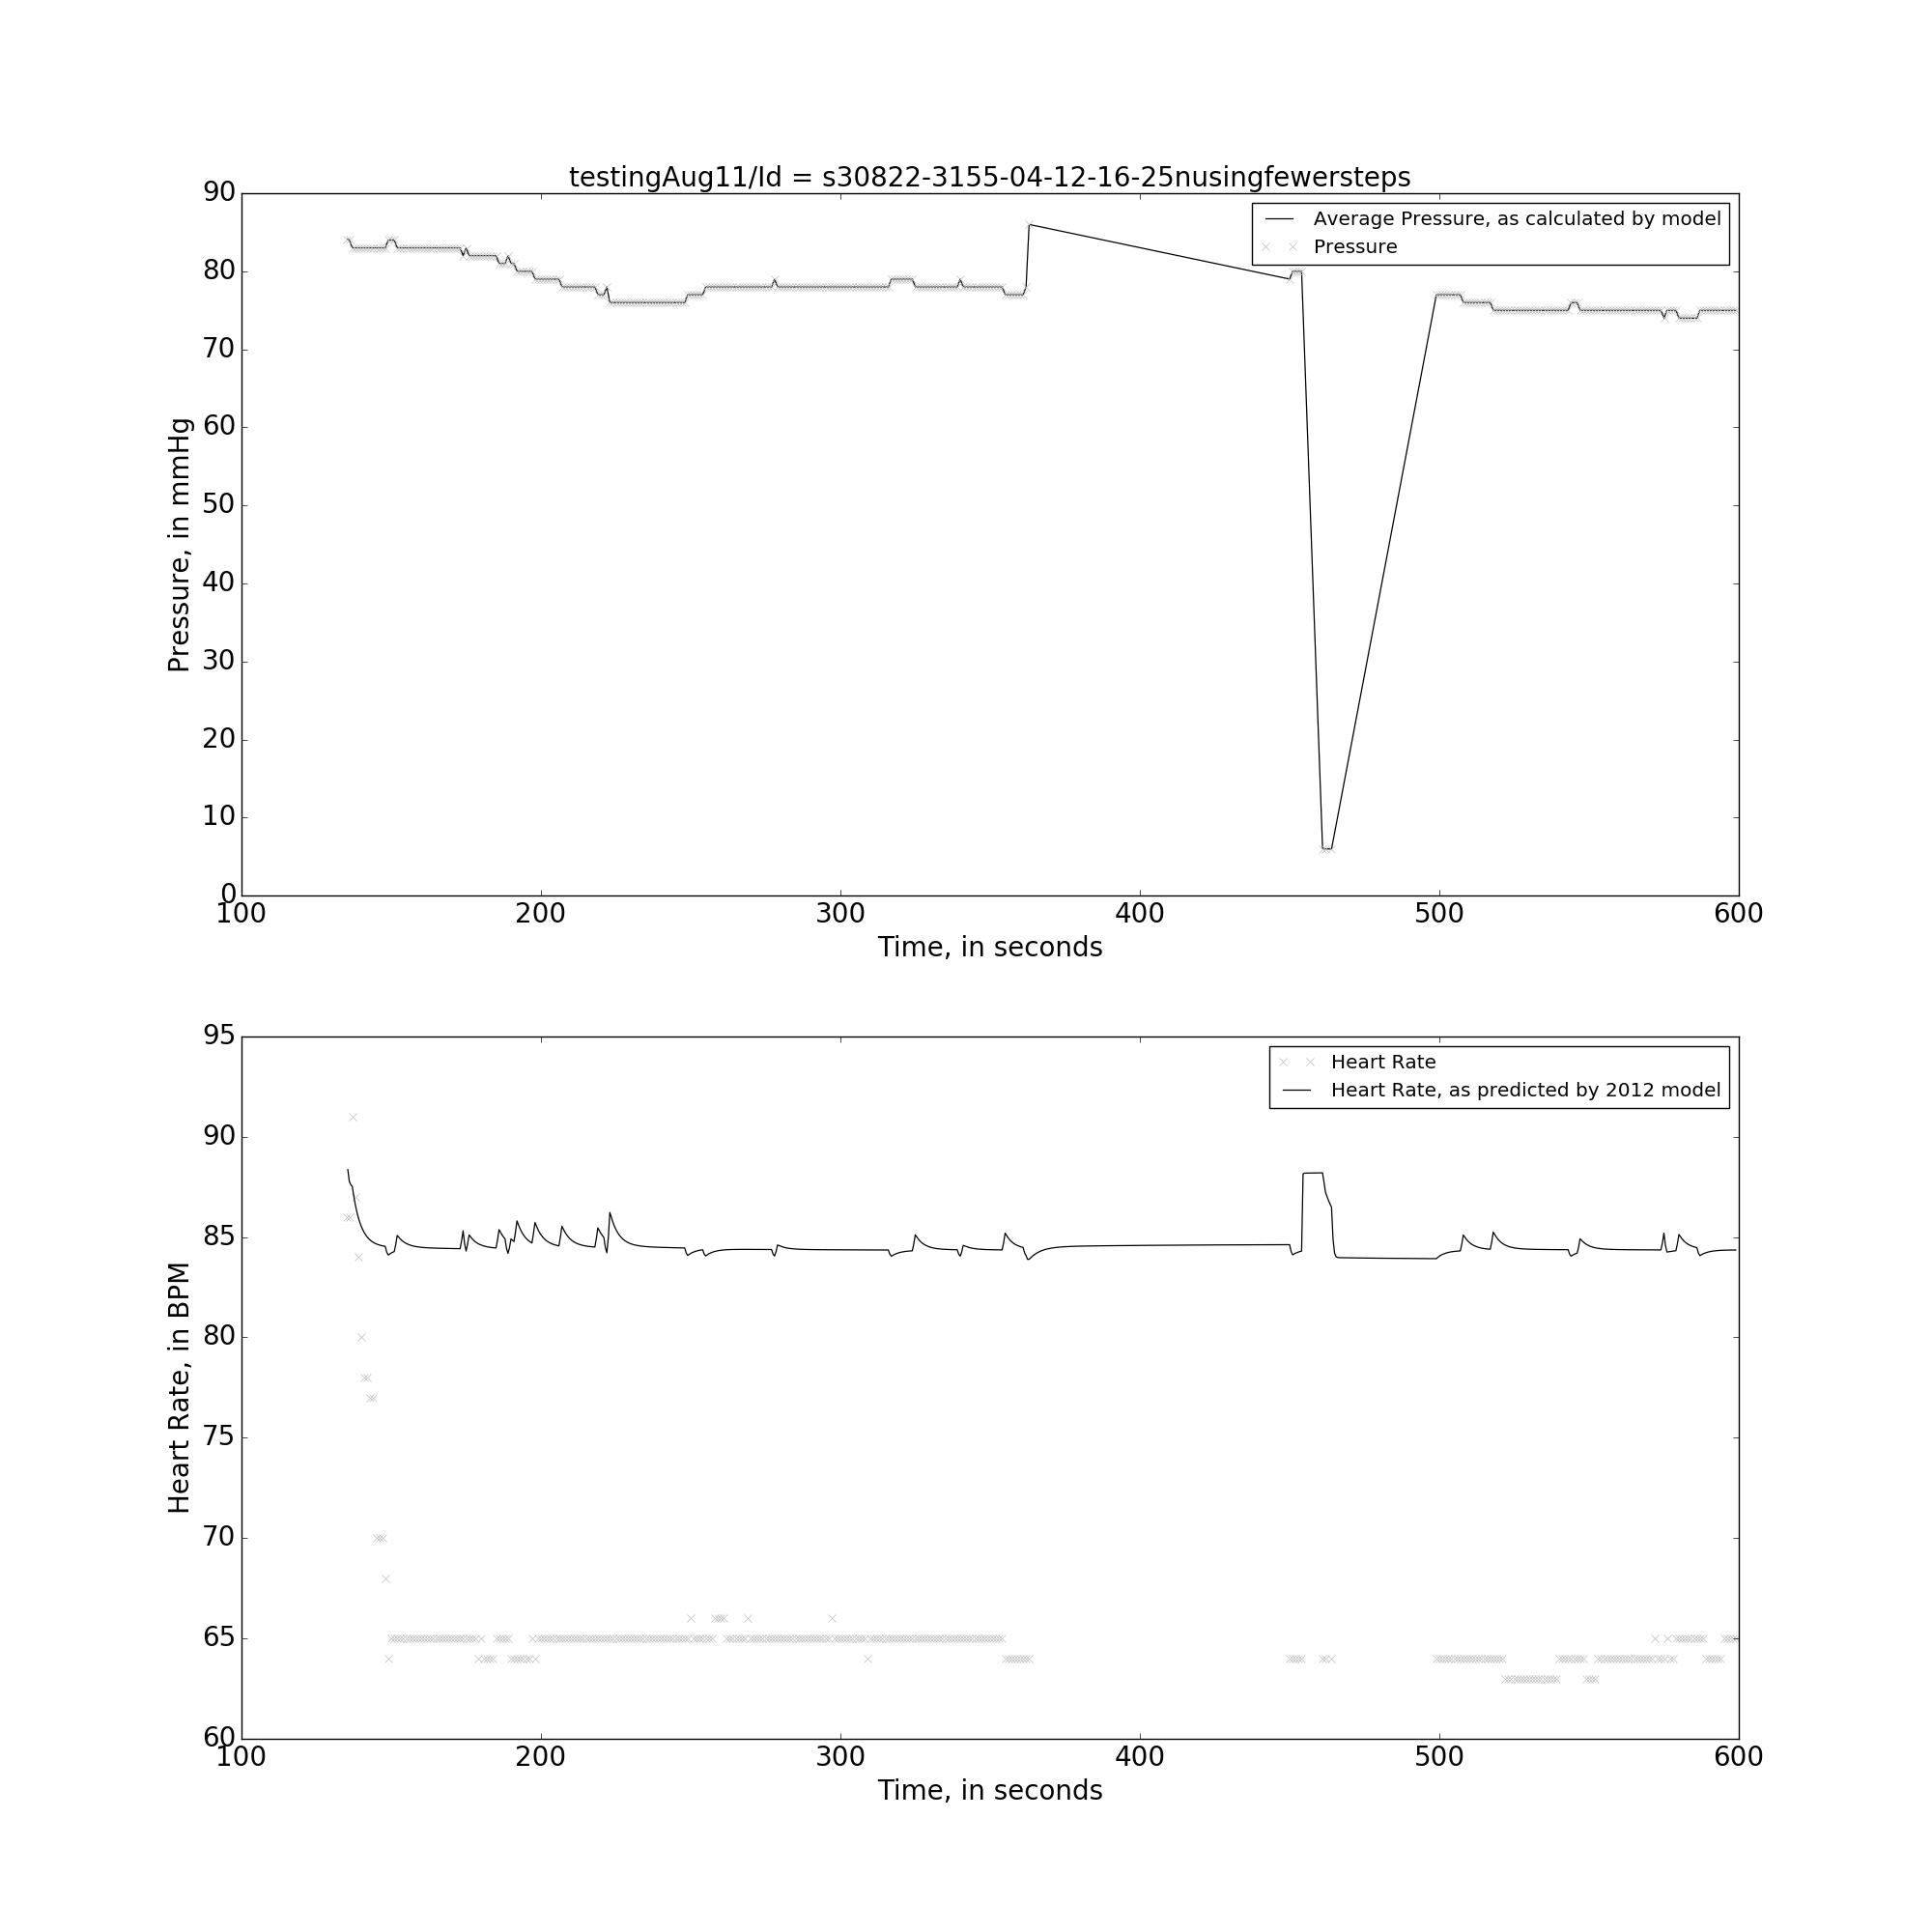 testingAug11/Id = s30822-3155-04-12-16-25nusingfewersteps
90
80
70
60
50
40
30
20
10
0
Pressure, in mmHg
Average Pressure, as calculated by model
Pressure
100 200 300 400 500 600
Time, in seconds
95
90
85
80
75
70
65
60
Heart Rate, in BPM
Heart Rate
Heart Rate, as predicted by 2012 model
100 200 300 400 500 600
Time, in seconds